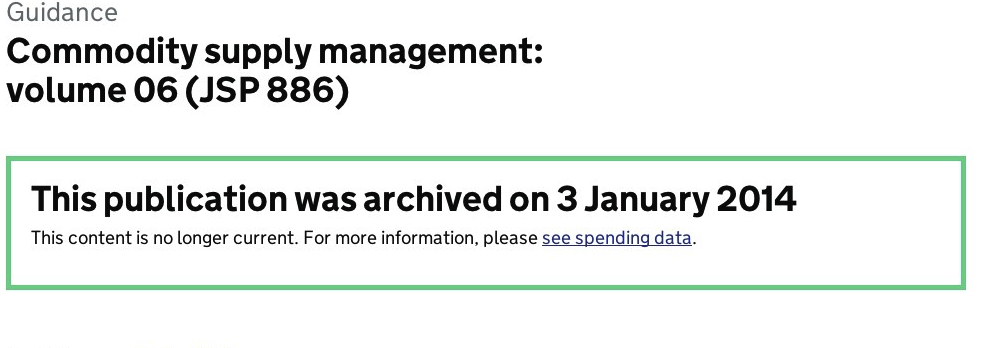 Guidance
Commodity supply management:
volume 06 (JSP 886)
This publication was archived on 3 January 2014
This content is no longer current. For more information, please see spending data.